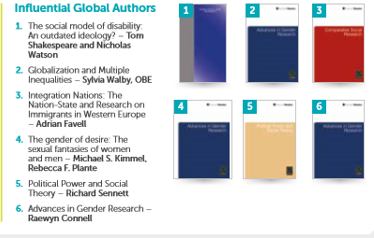 Influential Global Authors
1. The social model of disability:
An outdated ideology? – Tom
Shakespeare and Nicholas
Watson
2. Globalization and Multiple
Inequalities – Sylvia Walby, OBE
3. Integration Nations: The
Nation-State and Research on
Immigrants in Western Europe
– Adrian Favell
4. The gender of desire: The
sexual fantasies of women
and men – Michael S. Kimmel,
Rebecca F. Plante
5. Political Power and Social
Theory – Richard Sennett
6. Advances in Gender Research –
Raewyn Connell
1
2
Advances in Gender
Research
3
Comparative Social
Research
4
Advances in Gender
Research
5
Political Power and
Social Theory
6
Advances in Gender
Research